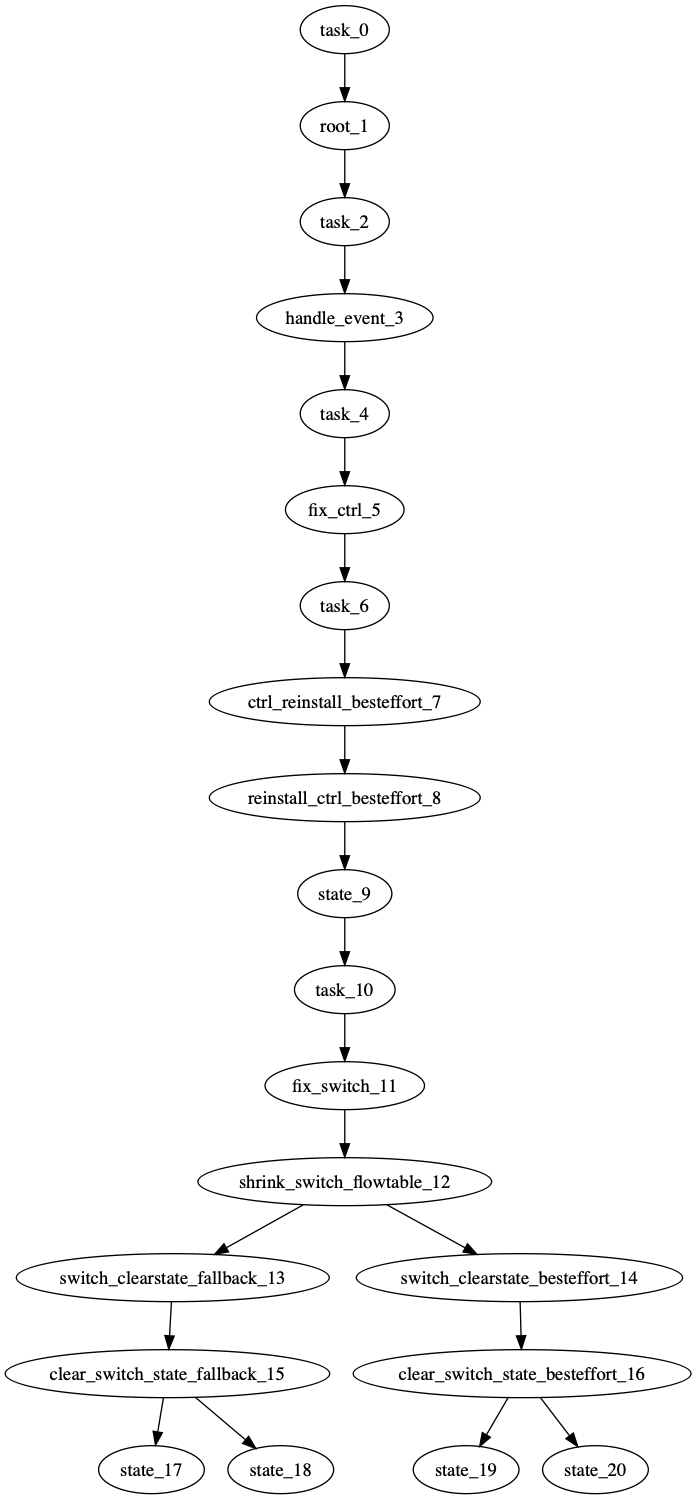 task_0
root_1
task_2
handle_event_3
task_4
fix_ctrl_5
task_6
ctrl_reinstall_besteffort_7
reinstall_ctrl_besteffort_8
state_9
task_10
fix_switch_11
shrink_switch_flowtable_12
switch_clearstate_fallback_13
switch_clearstate_besteffort_14
clear_switch_state_fallback_15
clear_switch_state_besteffort_16
state_17
state_18
state_19
state_20